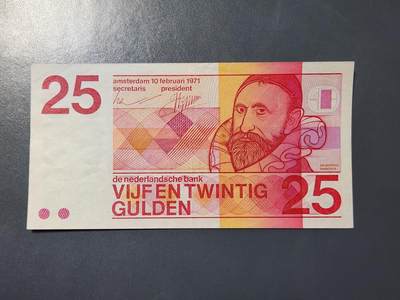 25
amsterdam 10 februari 1971
secretaris president
de nederlandsche bank
VIJF EN TWINTIG
GULDEN
25